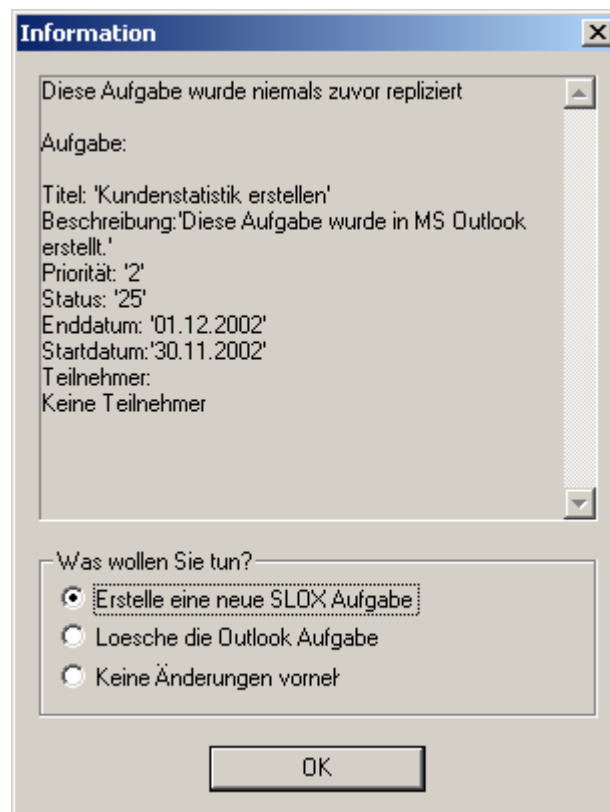 Information
Diese Aufgabe wurde niemals zuvor repliziert
Aufgabe:
Titel: 'Kundenstatistik erstellen'
Beschreibung:'Diese Aufgabe wurde in MS Outlook
erstellt.'
Priorität: '2'
Status: '25'
Enddatum: '01.12.2002'
Startdatum:'30.11.2002'
Teilnehmer:
Keine Teilnehmer
Was wollen Sie tun?
Erstelle eine neue SLOX Aufgabe
Loesche die Outlook Aufgabe
Keine Änderungen vorneh
OK